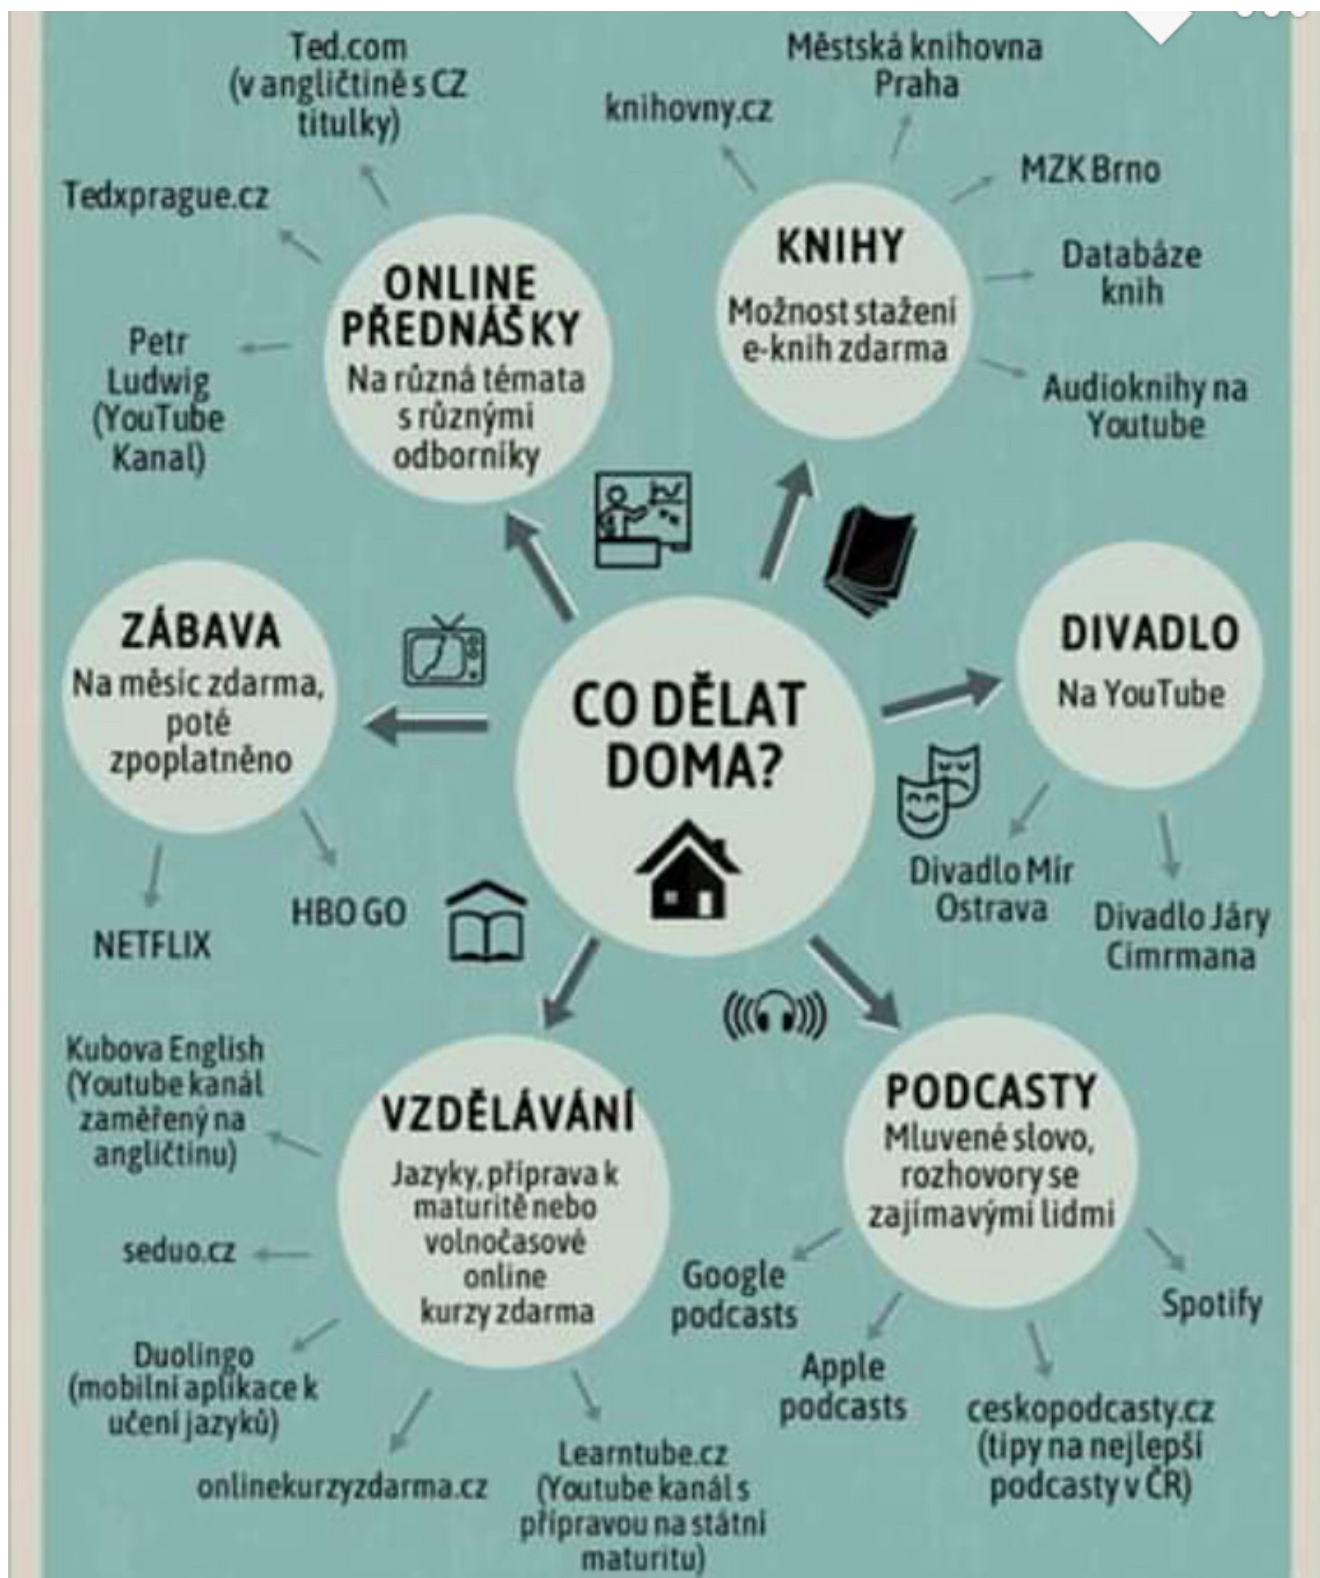 CO DĚLAT
DOMA?
ONLINE
PŘEDNÁŠKY
Na různá témata
s různými
odborníky
Ted.com
(v angličtině s CZ
titulky)
Tedxprague.cz
Petr
Ludwig
(YouTube
Kanal)
KNIHY
Možnost stažení
e-knih zdarma
knihovny.cz
Městská knihovna
Praha
MZK Brno
Databáze
knih
Audioknihy na
Youtube
ZÁBAVA
Na měsíc zdarma,
poté
zpoplatněno
NETFLIX
HBO GO
DIVADLO
Na YouTube
Divadlo Mír
Ostrava
Divadlo Járy
Cimrmana
VZDĚLÁVÁNÍ
Jazyky, příprava k
maturitě nebo
volnočasové
online
kurzy zdarma
Kubova English
(Youtube kanál
zaměřený na
angličtinu)
seduo.cz
Duolingo
(mobilní aplikace k
učení jazyků)
onlinekurzyzdarma.cz
Learntube.cz
(Youtube kanál s
přípravou na státní
maturitu)
PODCASTY
Mluvené slovo,
rozhovory se
zajímavými lidmi
Google
podcasts
Apple
podcasts
ceskopodcasty.cz
(tipy na nejlepší
podcasty v ČR)
Spotify